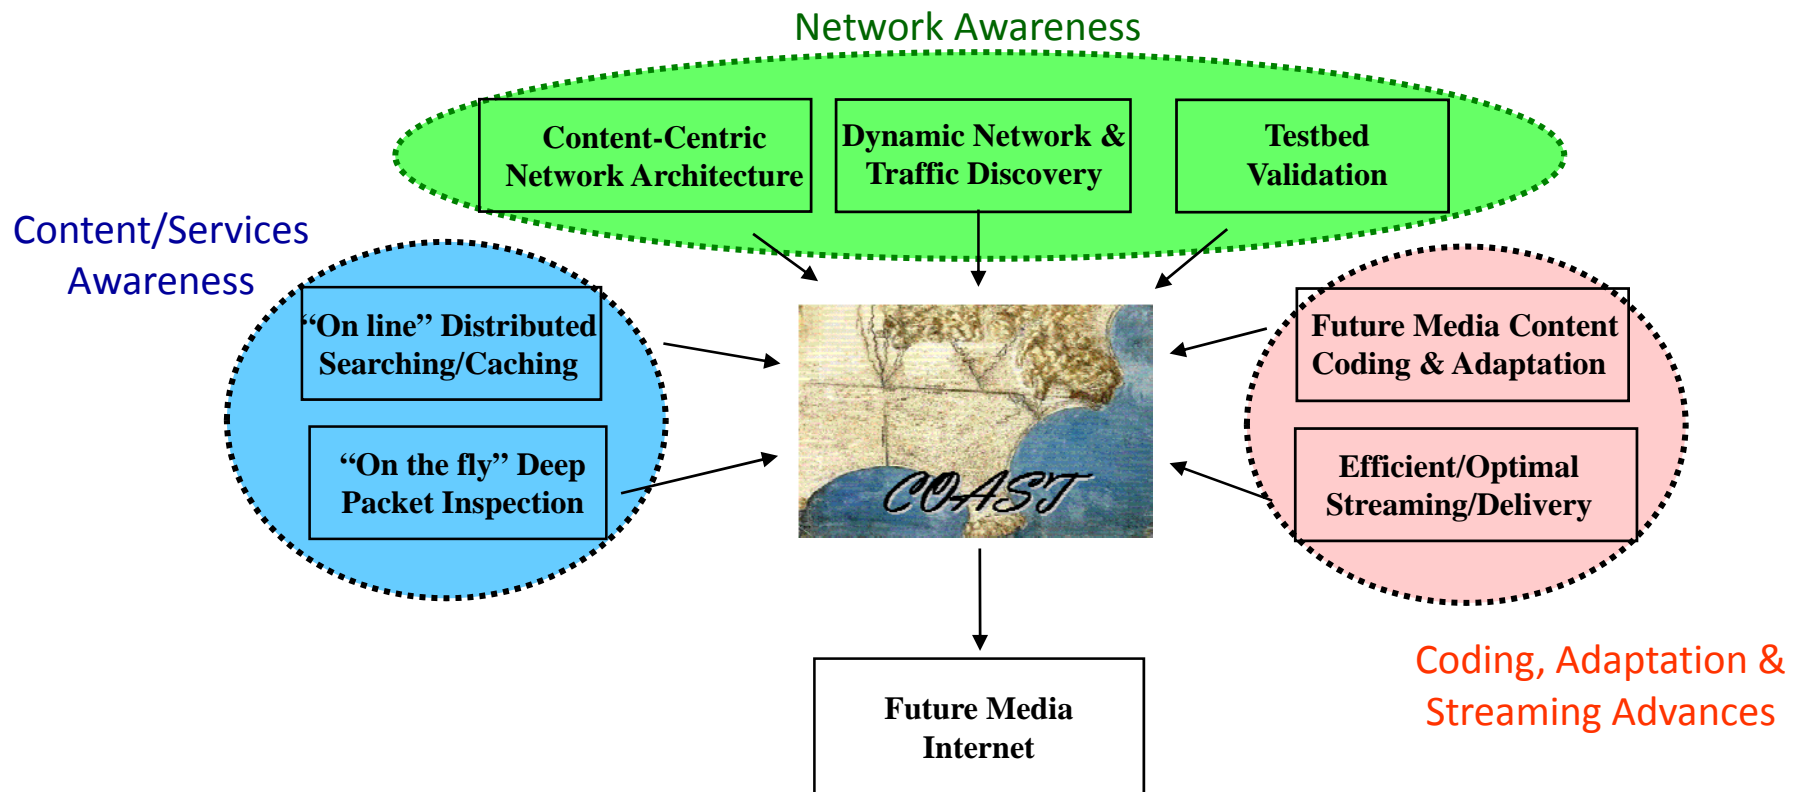 Network Awareness
Content-Centric
Network Architecture
Dynamic Network &
Traffic Discovery
Testbed
Validation
Content/Services
Awareness
“On line” Distributed
Searching/Caching
“On the fly” Deep
Packet Inspection
COAST
Future Media Content
Coding & Adaptation
Efficient/Optimal
Streaming/Delivery
Coding, Adaptation &
Streaming Advances
Future Media
Internet